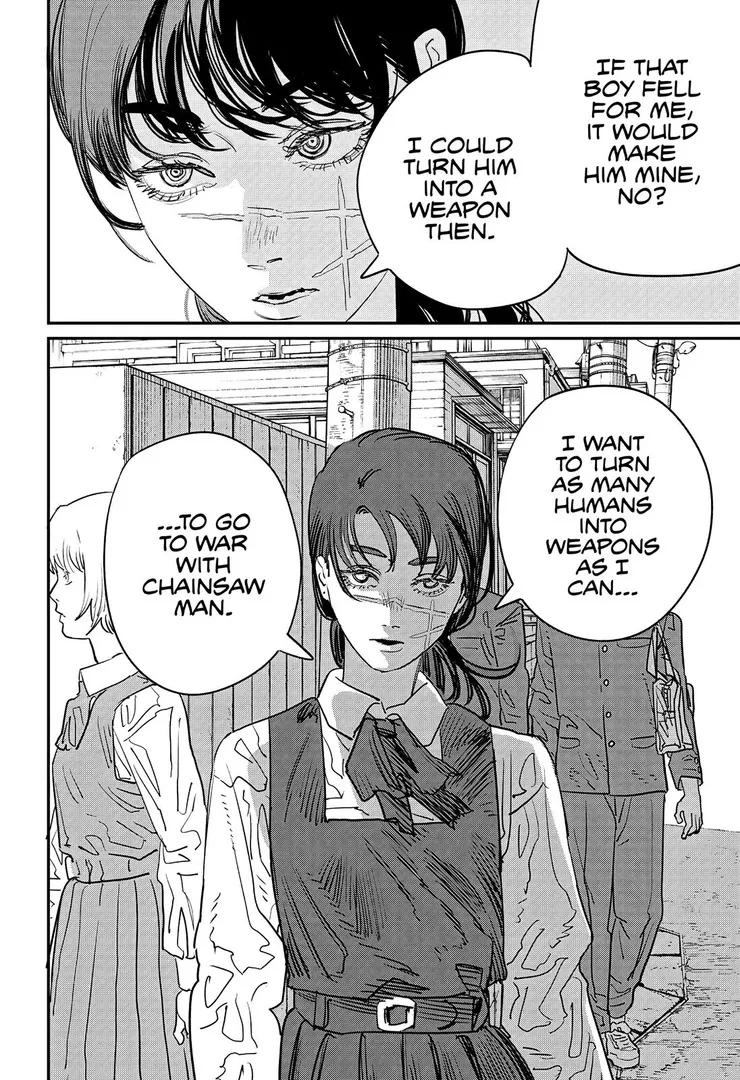 IF THAT
BOY FELL
FOR ME,
IT WOULD
MAKE
HIM MINE,
NO?
I COULD
TURN HIM
INTO A
WEAPON
THEN.
I WANT
TO TURN
AS MANY
HUMANS
INTO
WEAPONS
AS I
CAN...
...TO GO
TO WAR
WITH
CHAINSAW
MAN.